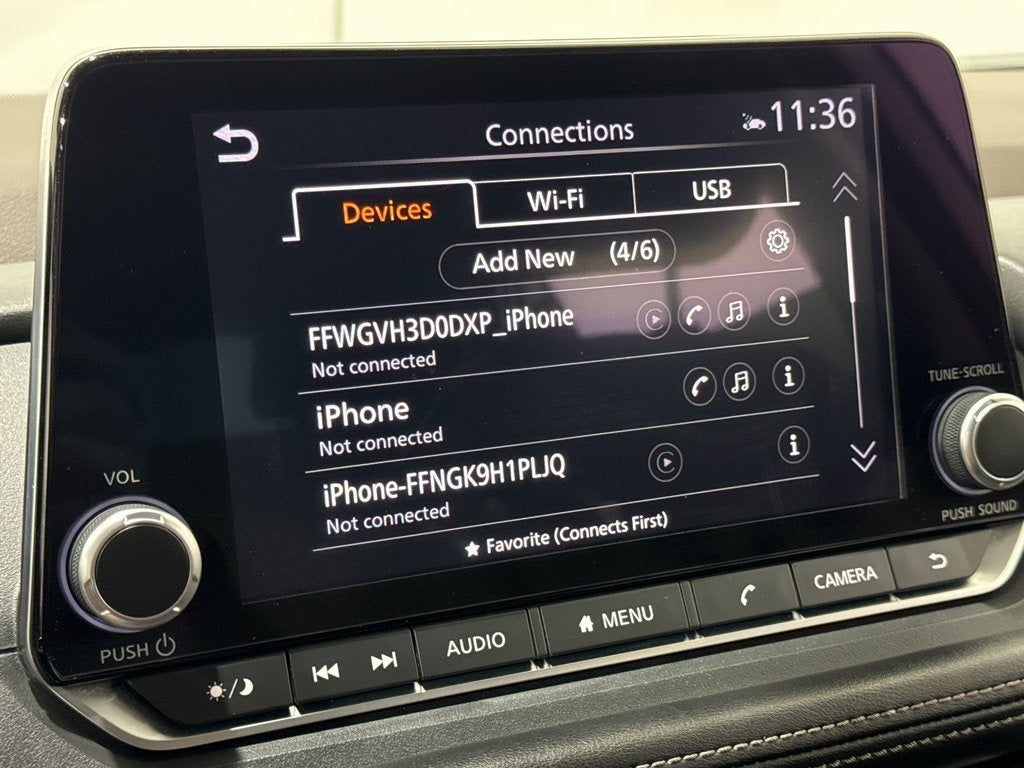 Connections
11:36
Devices
Wi-Fi
USB
Add New (4/6)
FFWGVH3D0DXP_iPhone
Not connected
iPhone
Not connected
iPhone-FFNGK9H1PLJQ
Not connected
★ Favorite (Connects First)
VOL
PUSH
TUNE·SCROLL
PUSH SOUND
AUDIO
MENU
CAMERA